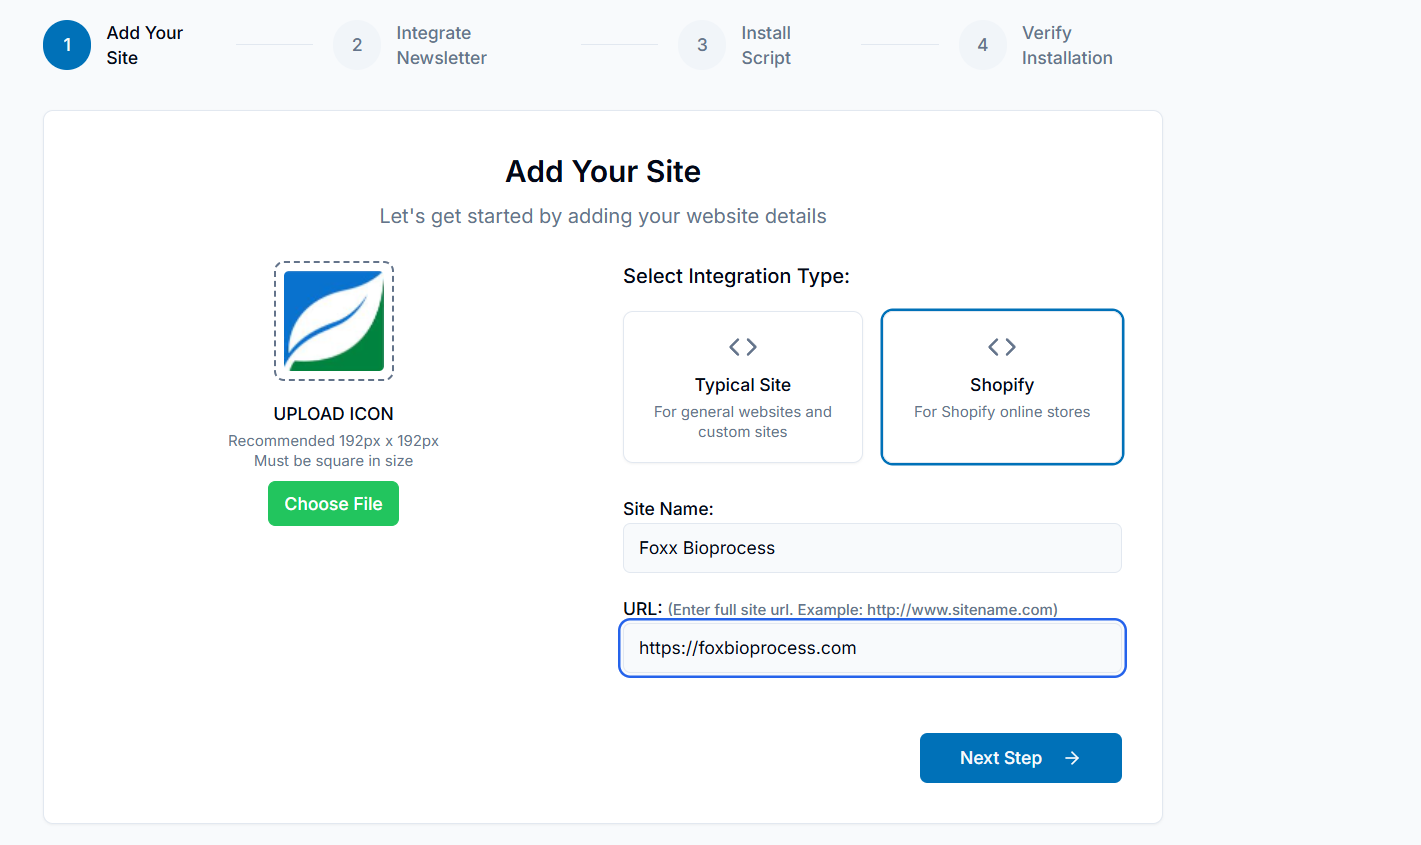 1
Add Your
Site
2
Integrate
Newsletter
3
Install
Script
4
Verify
Installation
Add Your Site
Let's get started by adding your website details
UPLOAD ICON
Recommended 192px x 192px
Must be square in size
Choose File
Select Integration Type:
Typical Site
For general websites and
custom sites
Shopify
For Shopify online stores
Site Name:
Foxx Bioprocess
URL: (Enter full site url. Example: http://www.sitename.com)
https://foxbioprocess.com
Next Step →